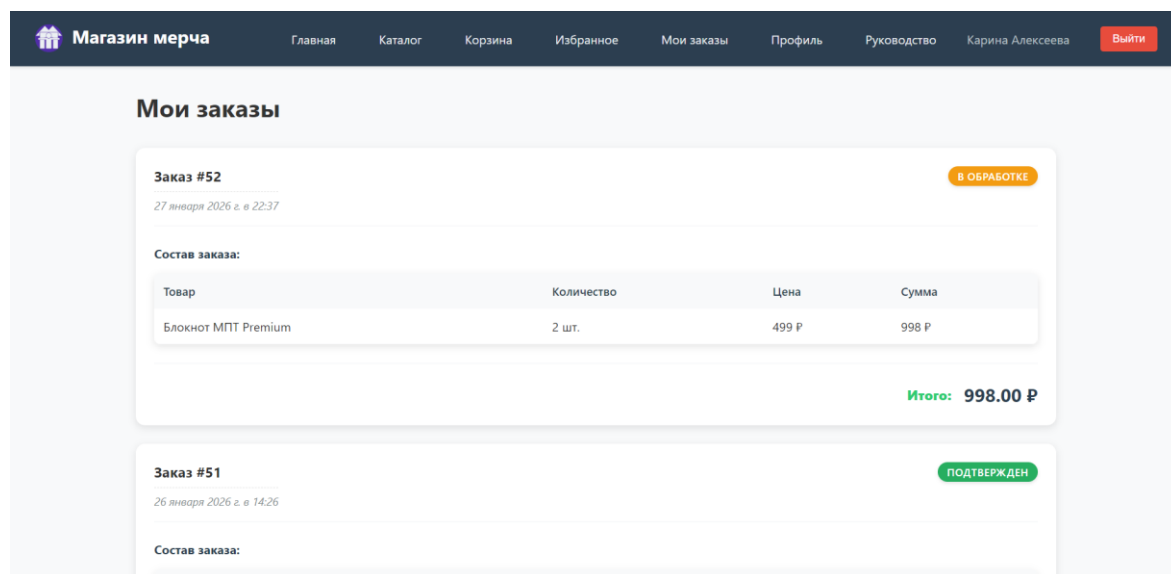 Магазин мерча Главная Каталог Корзина Избранное Мои заказы Профиль Руководство Карина Алексеева Выйти
Мои заказы
Заказ #52 В ОБРАБОТКЕ
27 января 2026 г. в 22:37
Состав заказа:
Товар Количество Цена Сумма
Блокнот МПТ Premium 2 шт. 499 ₽ 998 ₽
Итого: 998.00 ₽
Заказ #51 ПОДТВЕРЖДЕН
26 января 2026 г. в 14:26
Состав заказа: